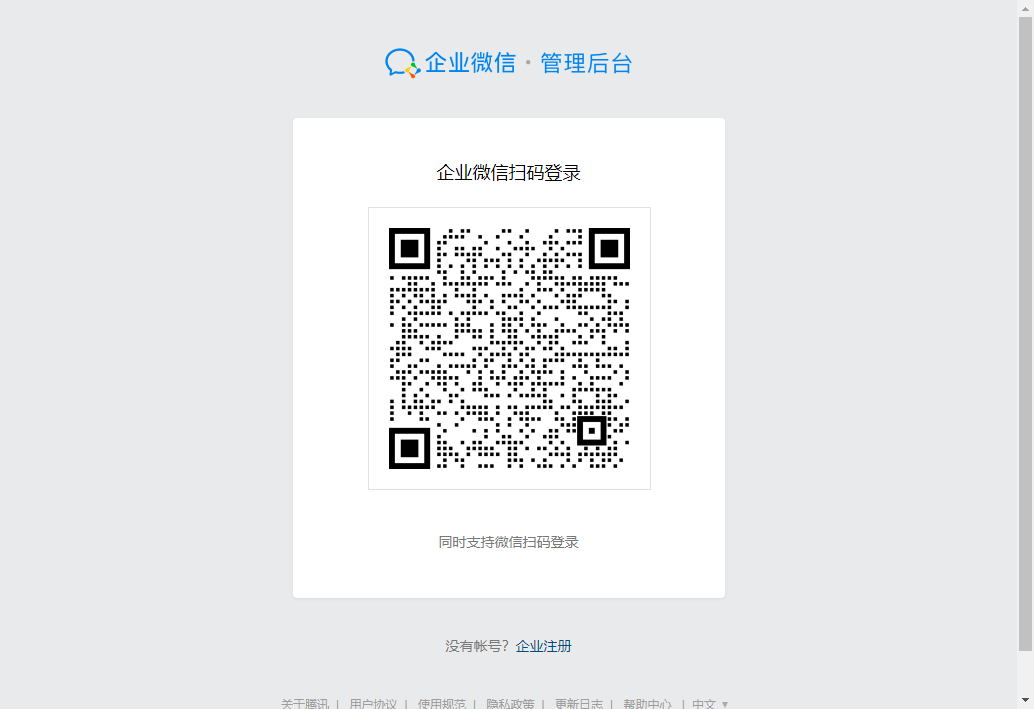 企业微信 · 管理后台
企业微信扫码登录
同时支持微信扫码登录
没有帐号？ 企业注册
关于腾讯 | 用户协议 | 使用规范 | 隐私政策 | 更新日志 | 帮助中心 | 中文 ▼